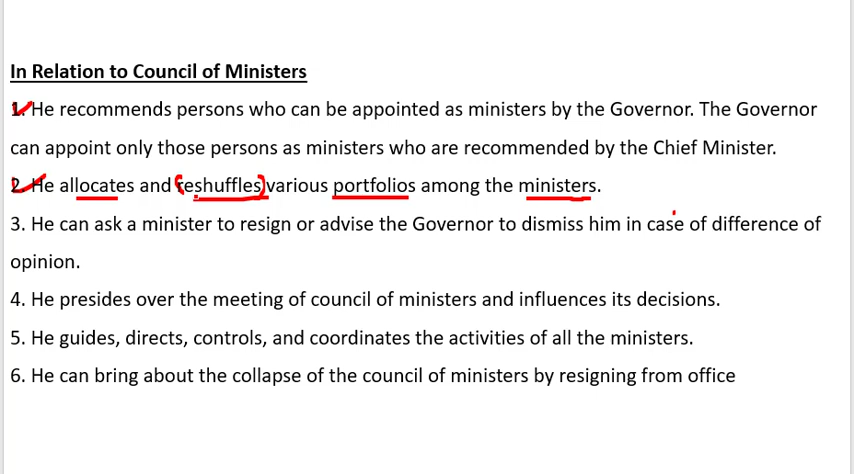 In Relation to Council of Ministers
1. He recommends persons who can be appointed as ministers by the Governor. The Governor
can appoint only those persons as ministers who are recommended by the Chief Minister.
2. He allocates and reshuffles various portfolios among the ministers.
3. He can ask a minister to resign or advise the Governor to dismiss him in case of difference of
opinion.
4. He presides over the meeting of council of ministers and influences its decisions.
5. He guides, directs, controls, and coordinates the activities of all the ministers.
6. He can bring about the collapse of the council of ministers by resigning from office